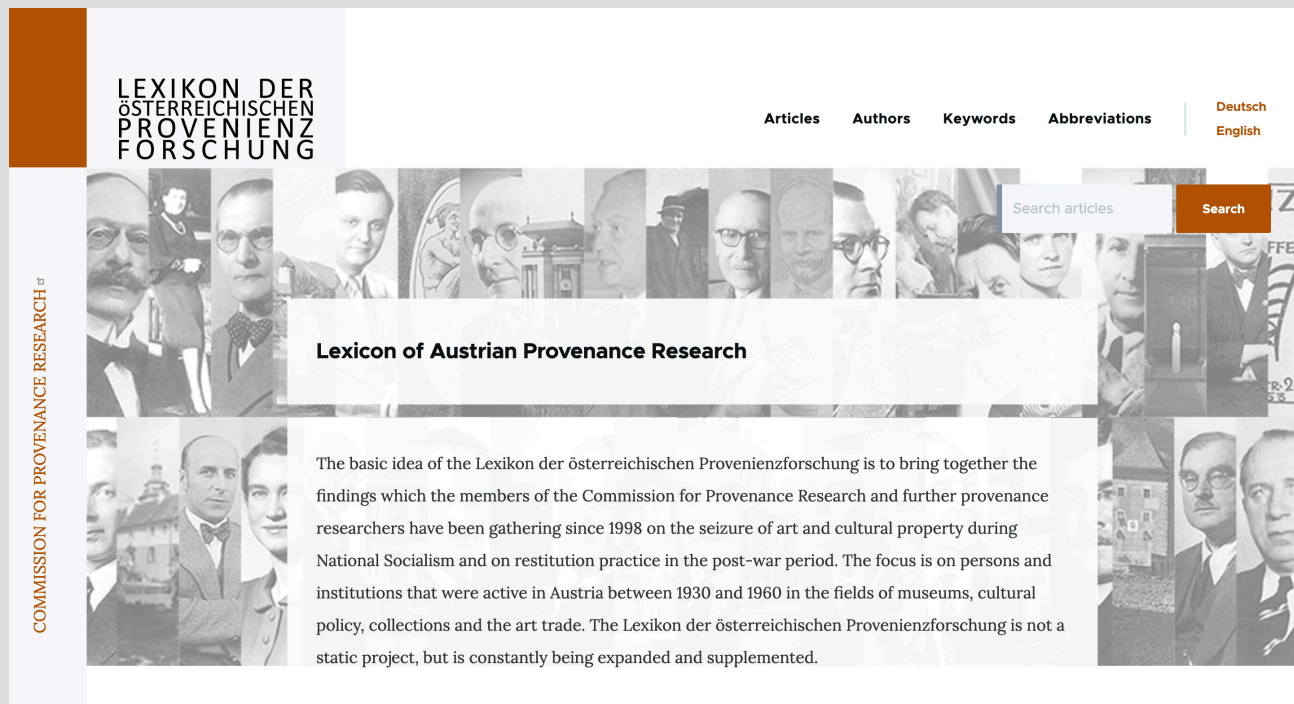 LEXIKON DER
öSTERREICHISCHEN
PROVENIENZ
FORSCHUNG
Articles
Authors
Keywords
Abbreviations
Deutsch
English
Search articles
Search
COMMISSION FOR PROVENANCE RESEARCH
Lexicon of Austrian Provenance Research
The basic idea of the Lexikon der österreichischen Provenienzforschung is to bring together the
findings which the members of the Commission for Provenance Research and further provenance
researchers have been gathering since 1998 on the seizure of art and cultural property during
National Socialism and on restitution practice in the post-war period. The focus is on persons and
institutions that were active in Austria between 1930 and 1960 in the fields of museums, cultural
policy, collections and the art trade. The Lexikon der österreichischen Provenienzforschung is not a
static project, but is constantly being expanded and supplemented.